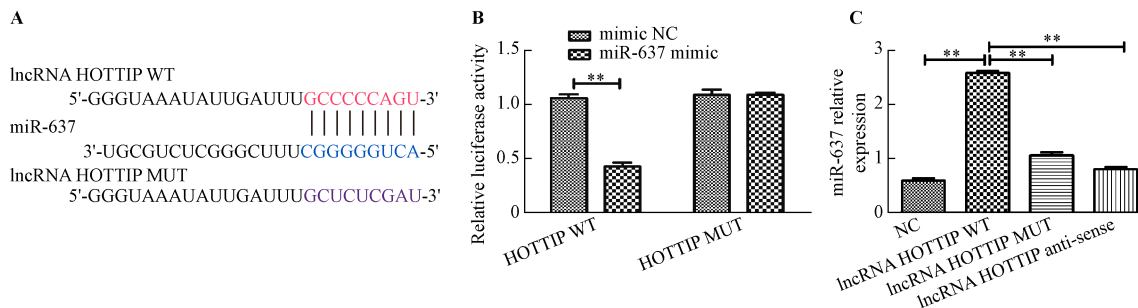 A
lncRNA HOTTIP WT
5'-GGGUAAAUAUUGAUUUGCCCCCAGU-3'
miR-637
3'-UGCGUCUCGGGCUUUCGGGGGUCA-5'
lncRNA HOTTIP MUT
5'-GGGUAAAUAUUGAUUUGCUCUCGAU-3'
B
mimic NC
miR-637 mimic
Relative luciferase activity
1.5
1.0
0.5
0
**
HOTTIP WT
HOTTIP MUT
C
miR-637 relative
expression
3
2
1
0
**
**
**
NC
lncRNA HOTTIP WT
lncRNA HOTTIP MUT
lncRNA HOTTIP anti-sense